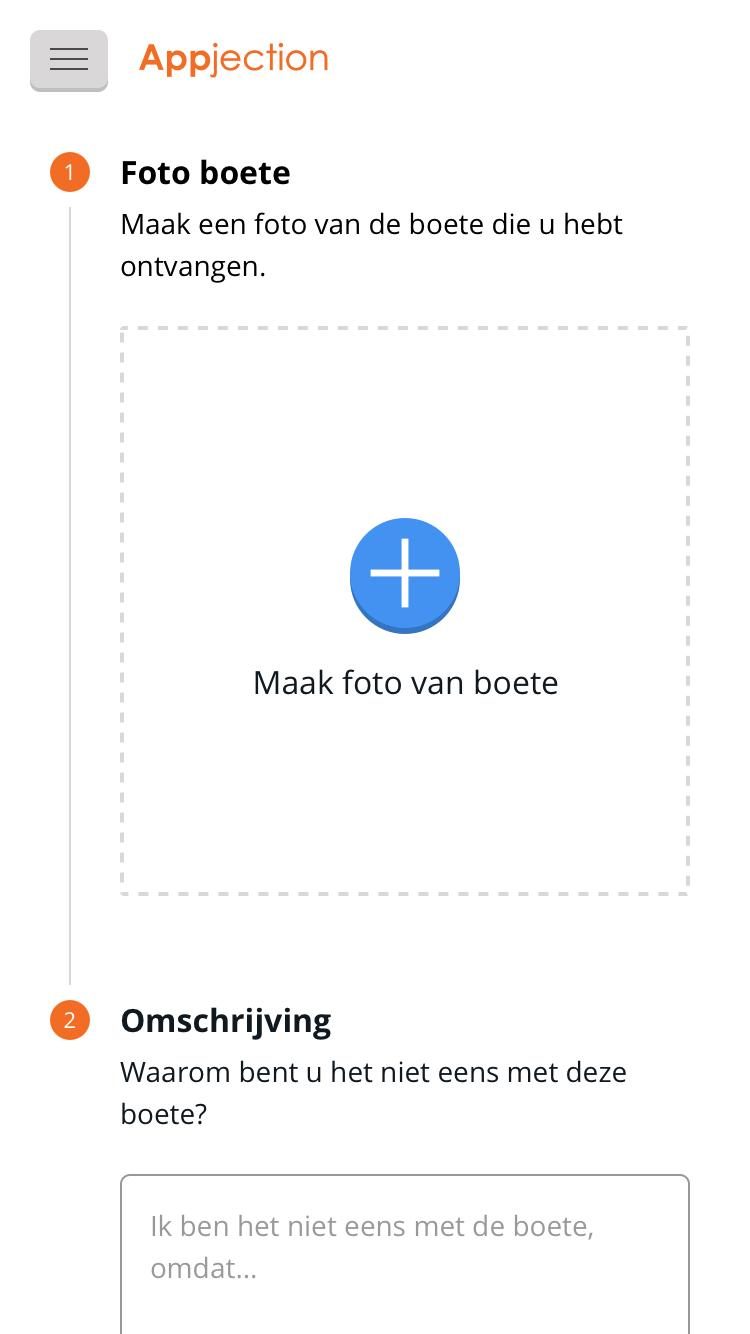 Appjection
1
Foto boete
Maak een foto van de boete die u hebt
ontvangen.
Maak foto van boete
2
Omschrijving
Waarom bent u het niet eens met deze
boete?
Ik ben het niet eens met de boete,
omdat...